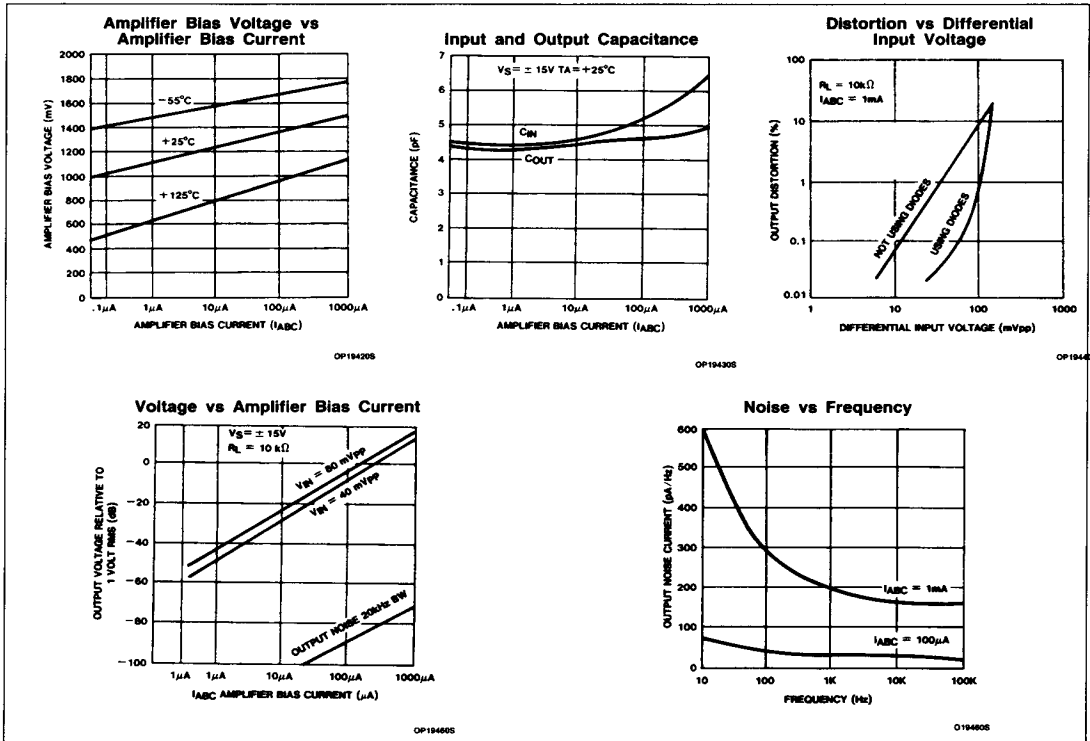 Amplifier Bias Voltage vs
Amplifier Bias Current
2000
1800
1600
1400
1200
1000
800
600
400
200
0
AMPLIFIER BIAS VOLTAGE (mV)
−55°C
+25°C
+125°C
.1µA 1µA 10µA 100µA 1000µA
AMPLIFIER BIAS CURRENT (IABC)
OP19420S
Input and Output Capacitance
7
6
5
4
3
2
1
0
CAPACITANCE (pF)
VS = ± 15V TA = +25°C
CIN
COUT
.1µA 1µA 10µA 100µA 1000µA
AMPLIFIER BIAS CURRENT (IABC)
OP19430S
Distortion vs Differential
Input Voltage
100
10
1
0.1
0.01
OUTPUT DISTORTION (%)
RL = 10kΩ
IABC = 1mA
NOT USING DIODES
USING DIODES
1 10 100 1000
DIFFERENTIAL INPUT VOLTAGE (mVpp)
OP1944
Voltage vs Amplifier Bias Current
20
0
−20
−40
−60
−80
−100
OUTPUT VOLTAGE RELATIVE TO
1 VOLT RMS (dB)
VS = ± 15V
RL = 10 kΩ
VIN = 80 mVpp
VIN = 40 mVpp
OUTPUT NOISE 20kHz BW
1µA 1µA 10µA 100µA 1000µA
IABC AMPLIFIER BIAS CURRENT (µA)
OP19460S
Noise vs Frequency
600
500
400
300
200
100
0
OUTPUT NOISE CURRENT (pA/Hz)
IABC = 1mA
IABC = 100µA
10 100 1K 10K 100K
FREQUENCY (Hz)
O19460S